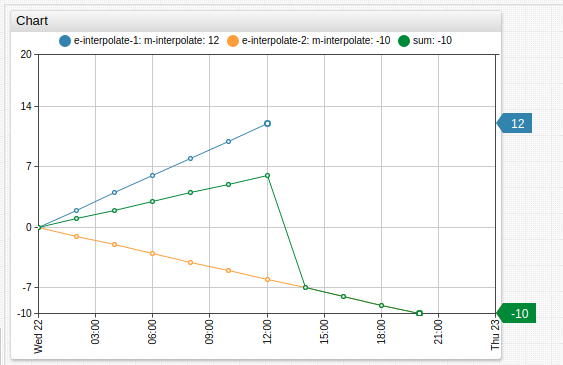 Chart
e-interpolate-1: m-interpolate: 12 e-interpolate-2: m-interpolate: -10 sum: -10
20
14
12
7
0
-7
-10
-10
Wed 22 03:00 06:00 09:00 12:00 15:00 18:00 21:00 Thu 23